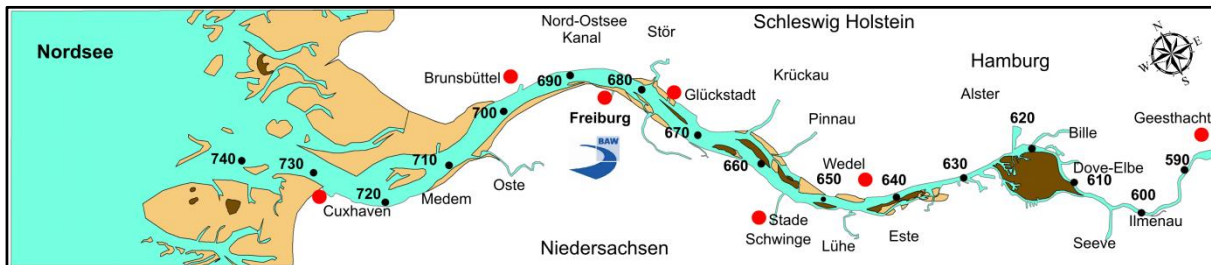 Nordsee
Nord-Ostsee
Kanal
Stör
Schleswig Holstein
Hamburg
N
E
S
W
Brunsbüttel
690
680
Glückstadt
Krückau
Alster
620
Bille
Geesthacht
700
Freiburg
BAW
670
Pinnau
Wedel
740
730
710
660
650
640
630
Dove-Elbe
610
590
Oste
Cuxhaven
720
Medem
Stade
Schwinge
Lühe
Este
600
Ilmenau
Seeve
Niedersachsen